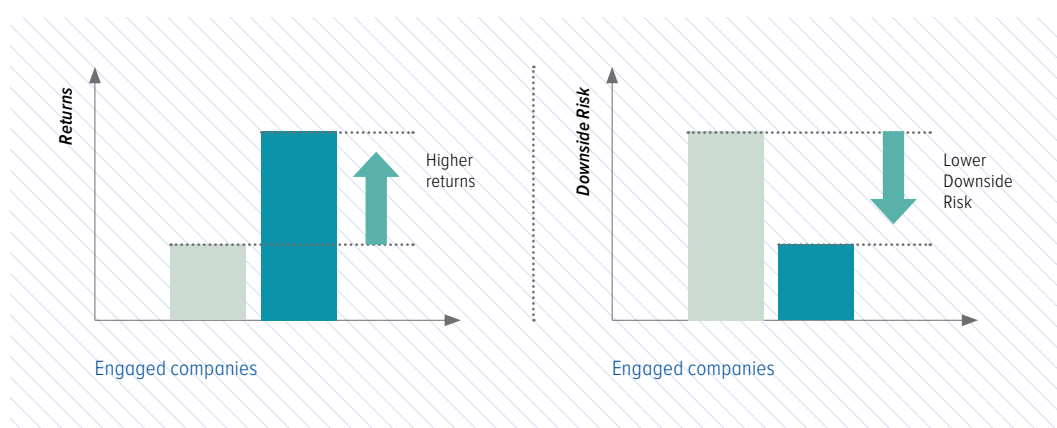 Returns
Higher
returns
Engaged companies
Downside Risk
Lower
Downside
Risk
Engaged companies